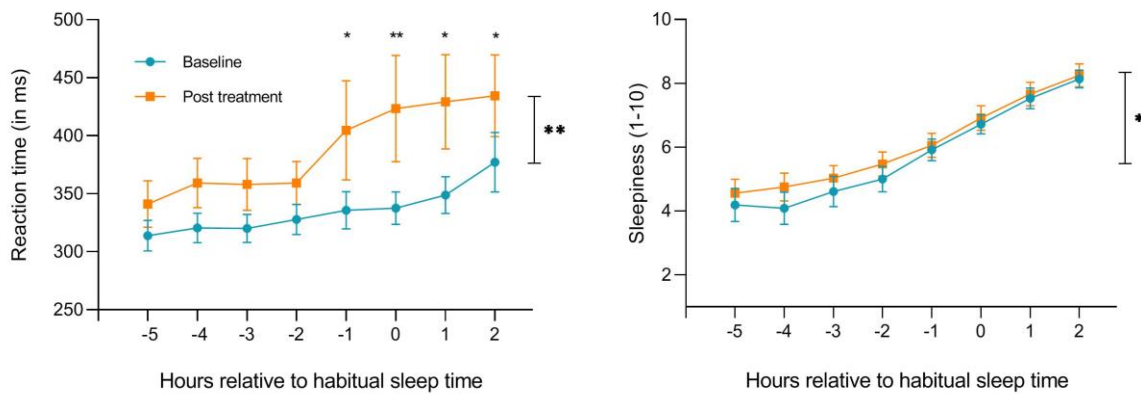 Reaction time (in ms)
500
450
400
350
300
250
Baseline
Post treatment
* ** * *
**
-5 -4 -3 -2 -1 0 1 2
Hours relative to habitual sleep time
Sleepiness (1-10)
10
8
6
4
2
*
-5 -4 -3 -2 -1 0 1 2
Hours relative to habitual sleep time